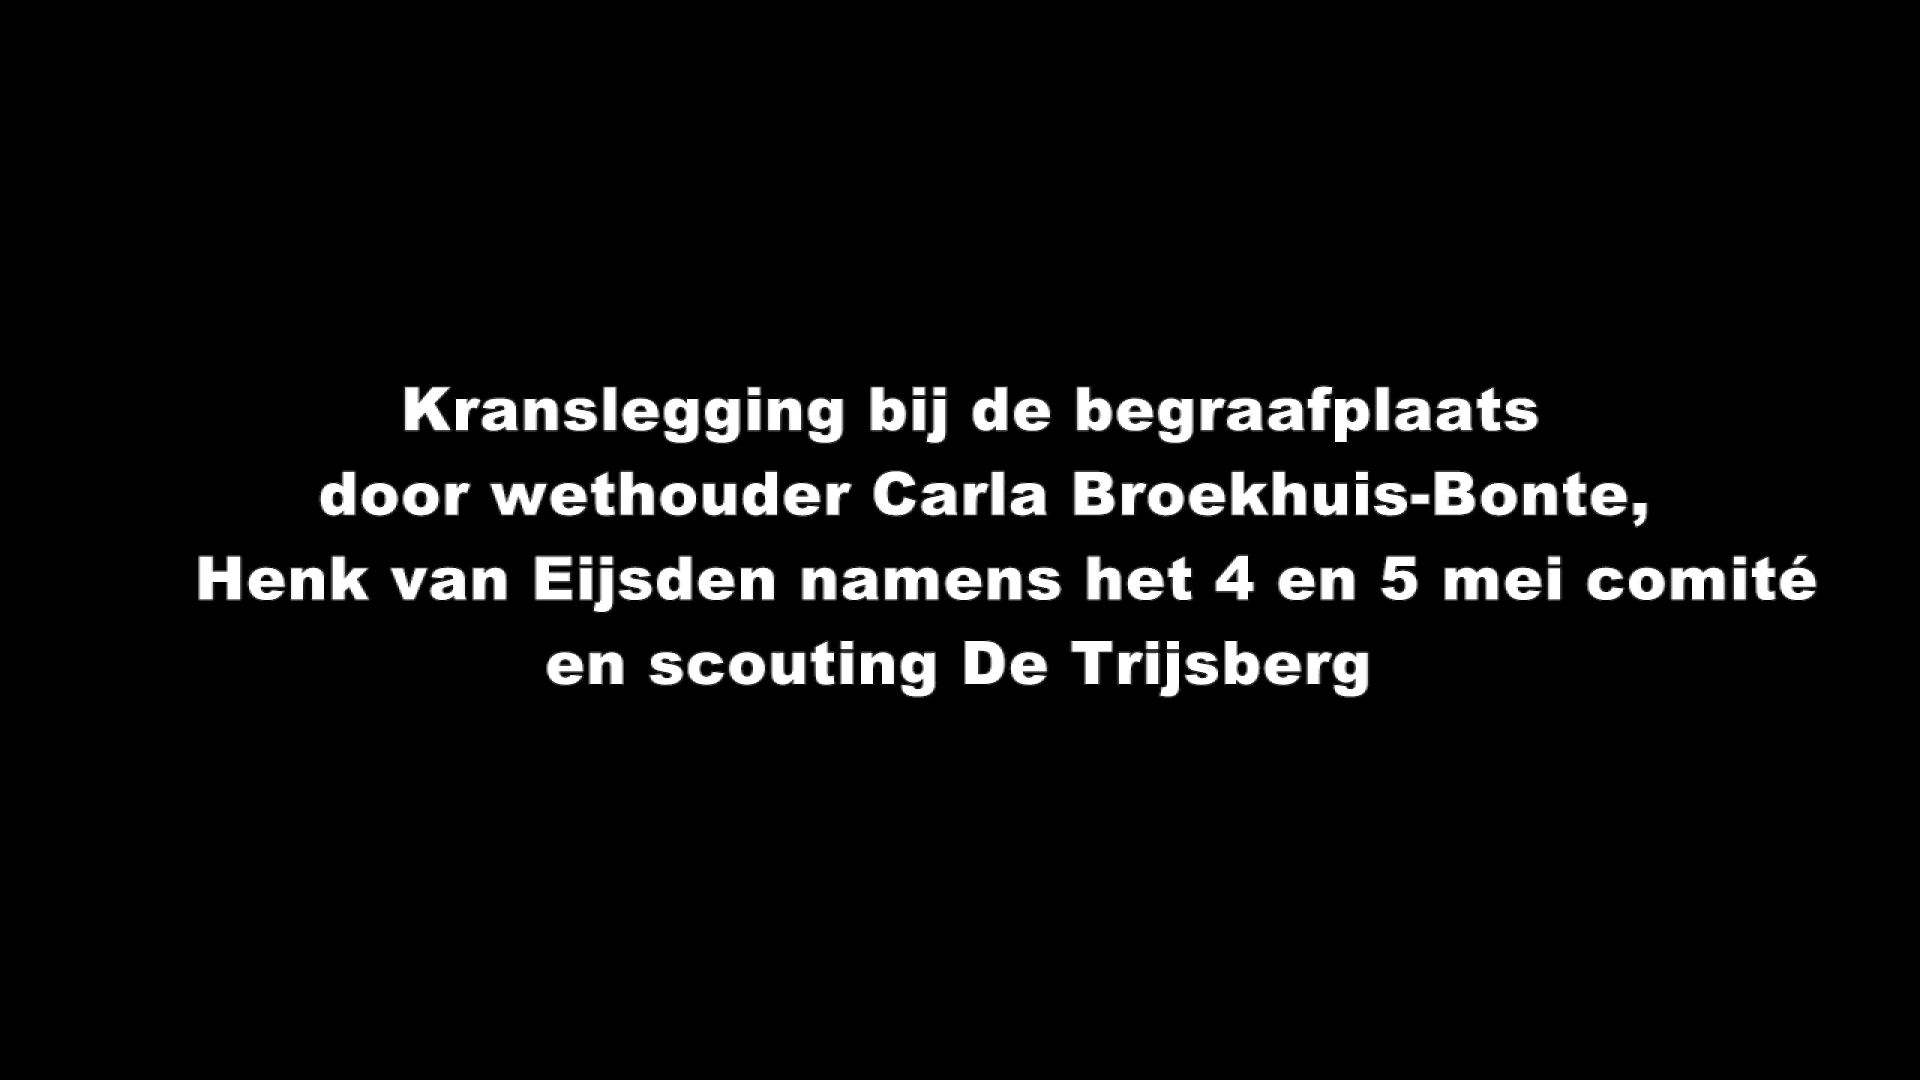 Kranslegging bij de begraafplaats
door wethouder Carla Broekhuis-Bonte,
Henk van Eijsden namens het 4 en 5 mei comité
en scouting De Trijsberg